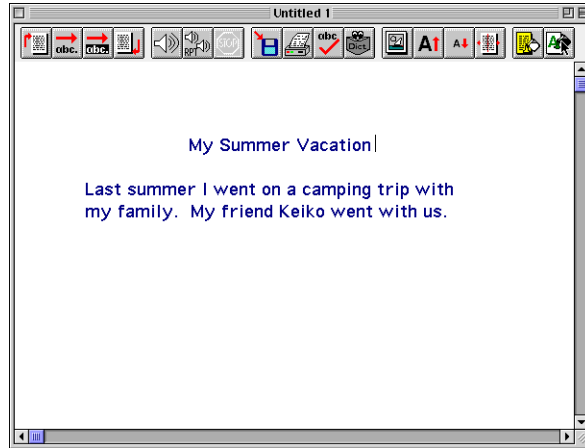 Untitled 1
abc. abc. RPT STOP abc Dict A A
My Summer Vacation
Last summer I went on a camping trip with
my family.  My friend Keiko went with us.